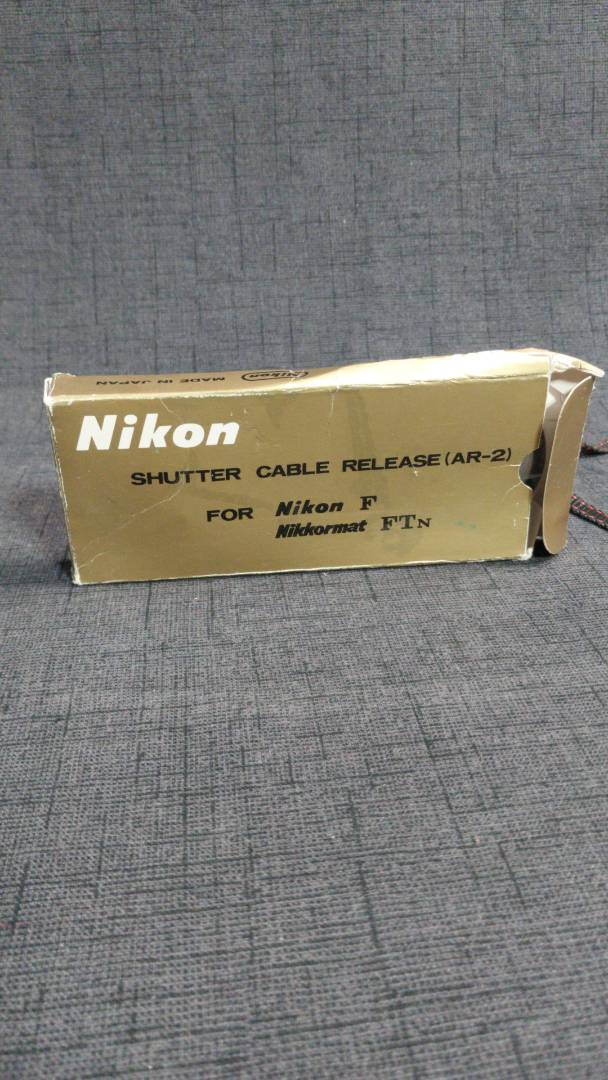 MADE IN JAPAN
Nikon
Nikon
SHUTTER CABLE RELEASE (AR-2)
FOR Nikon F
Nikkormat FTN